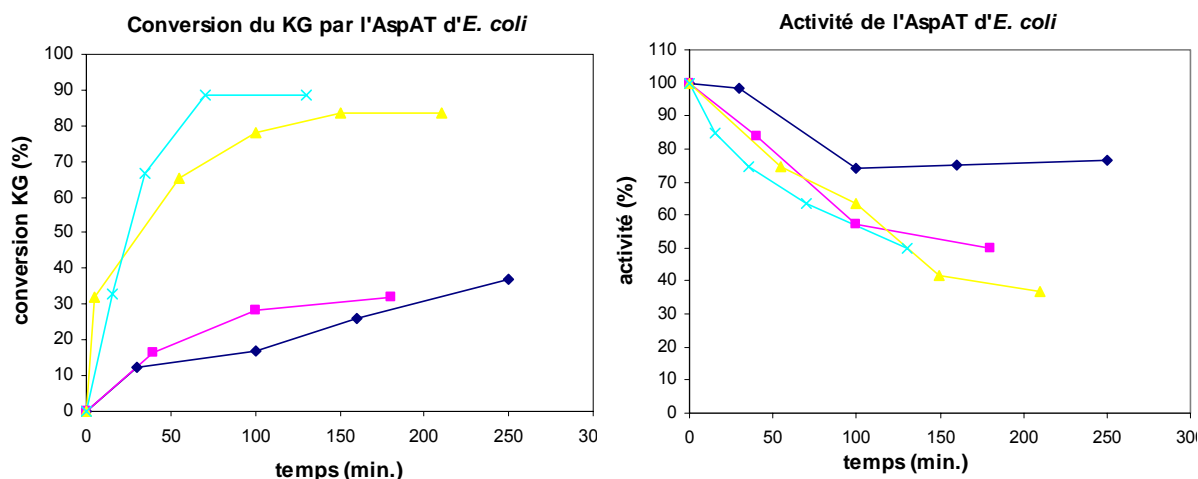 Conversion du KG par l'AspAT d'E. coli
100
90
80
70
60
50
40
30
20
10
0
conversion KG (%)
0 50 100 150 200 250 30
temps (min.)
Activité de l'AspAT d'E. coli
110
100
90
80
70
60
50
40
30
20
10
0
activité (%)
0 50 100 150 200 250 300
temps (min.)